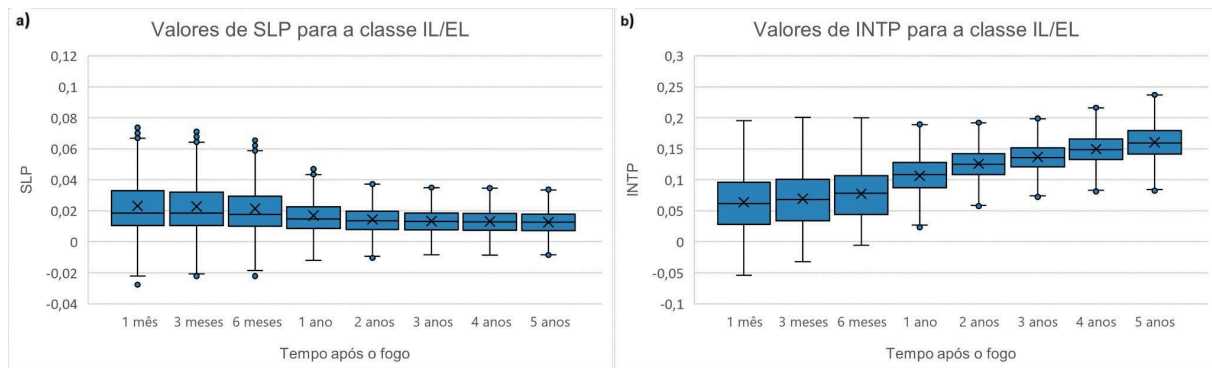 a)
Valores de SLP para a classe IL/EL
0,12
0,1
0,08
0,06
0,04
0,02
0
-0,02
-0,04
SLP
1 mês 3 meses 6 meses 1 ano 2 anos 3 anos 4 anos 5 anos
Tempo após o fogo
b)
Valores de INTP para a classe IL/EL
0,3
0,25
0,2
0,15
0,1
0,05
0
-0,05
-0,1
INTP
1 mês 3 meses 6 meses 1 ano 2 anos 3 anos 4 anos 5 anos
Tempo após o fogo